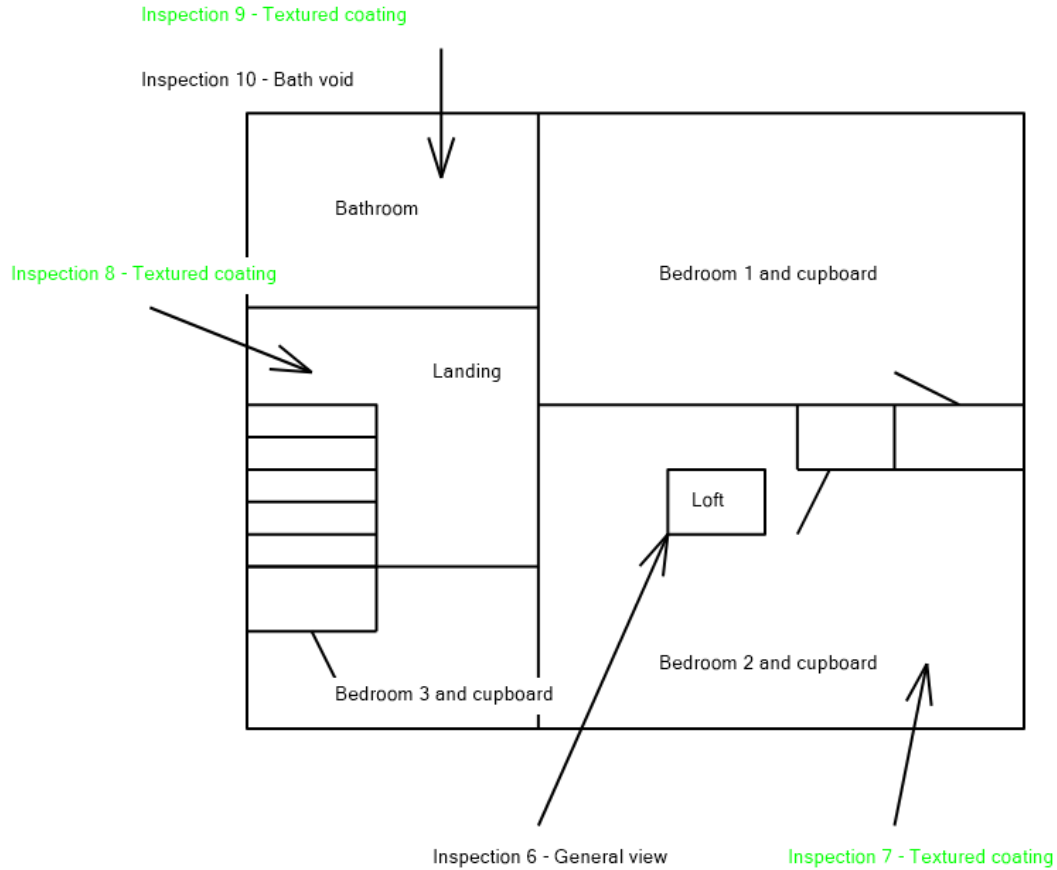 Inspection 9 - Textured coating
Inspection 10 - Bath void
Bathroom
Inspection 8 - Textured coating
Bedroom 1 and cupboard
Landing
Loft
Bedroom 2 and cupboard
Bedroom 3 and cupboard
Inspection 6 - General view
Inspection 7 - Textured coating